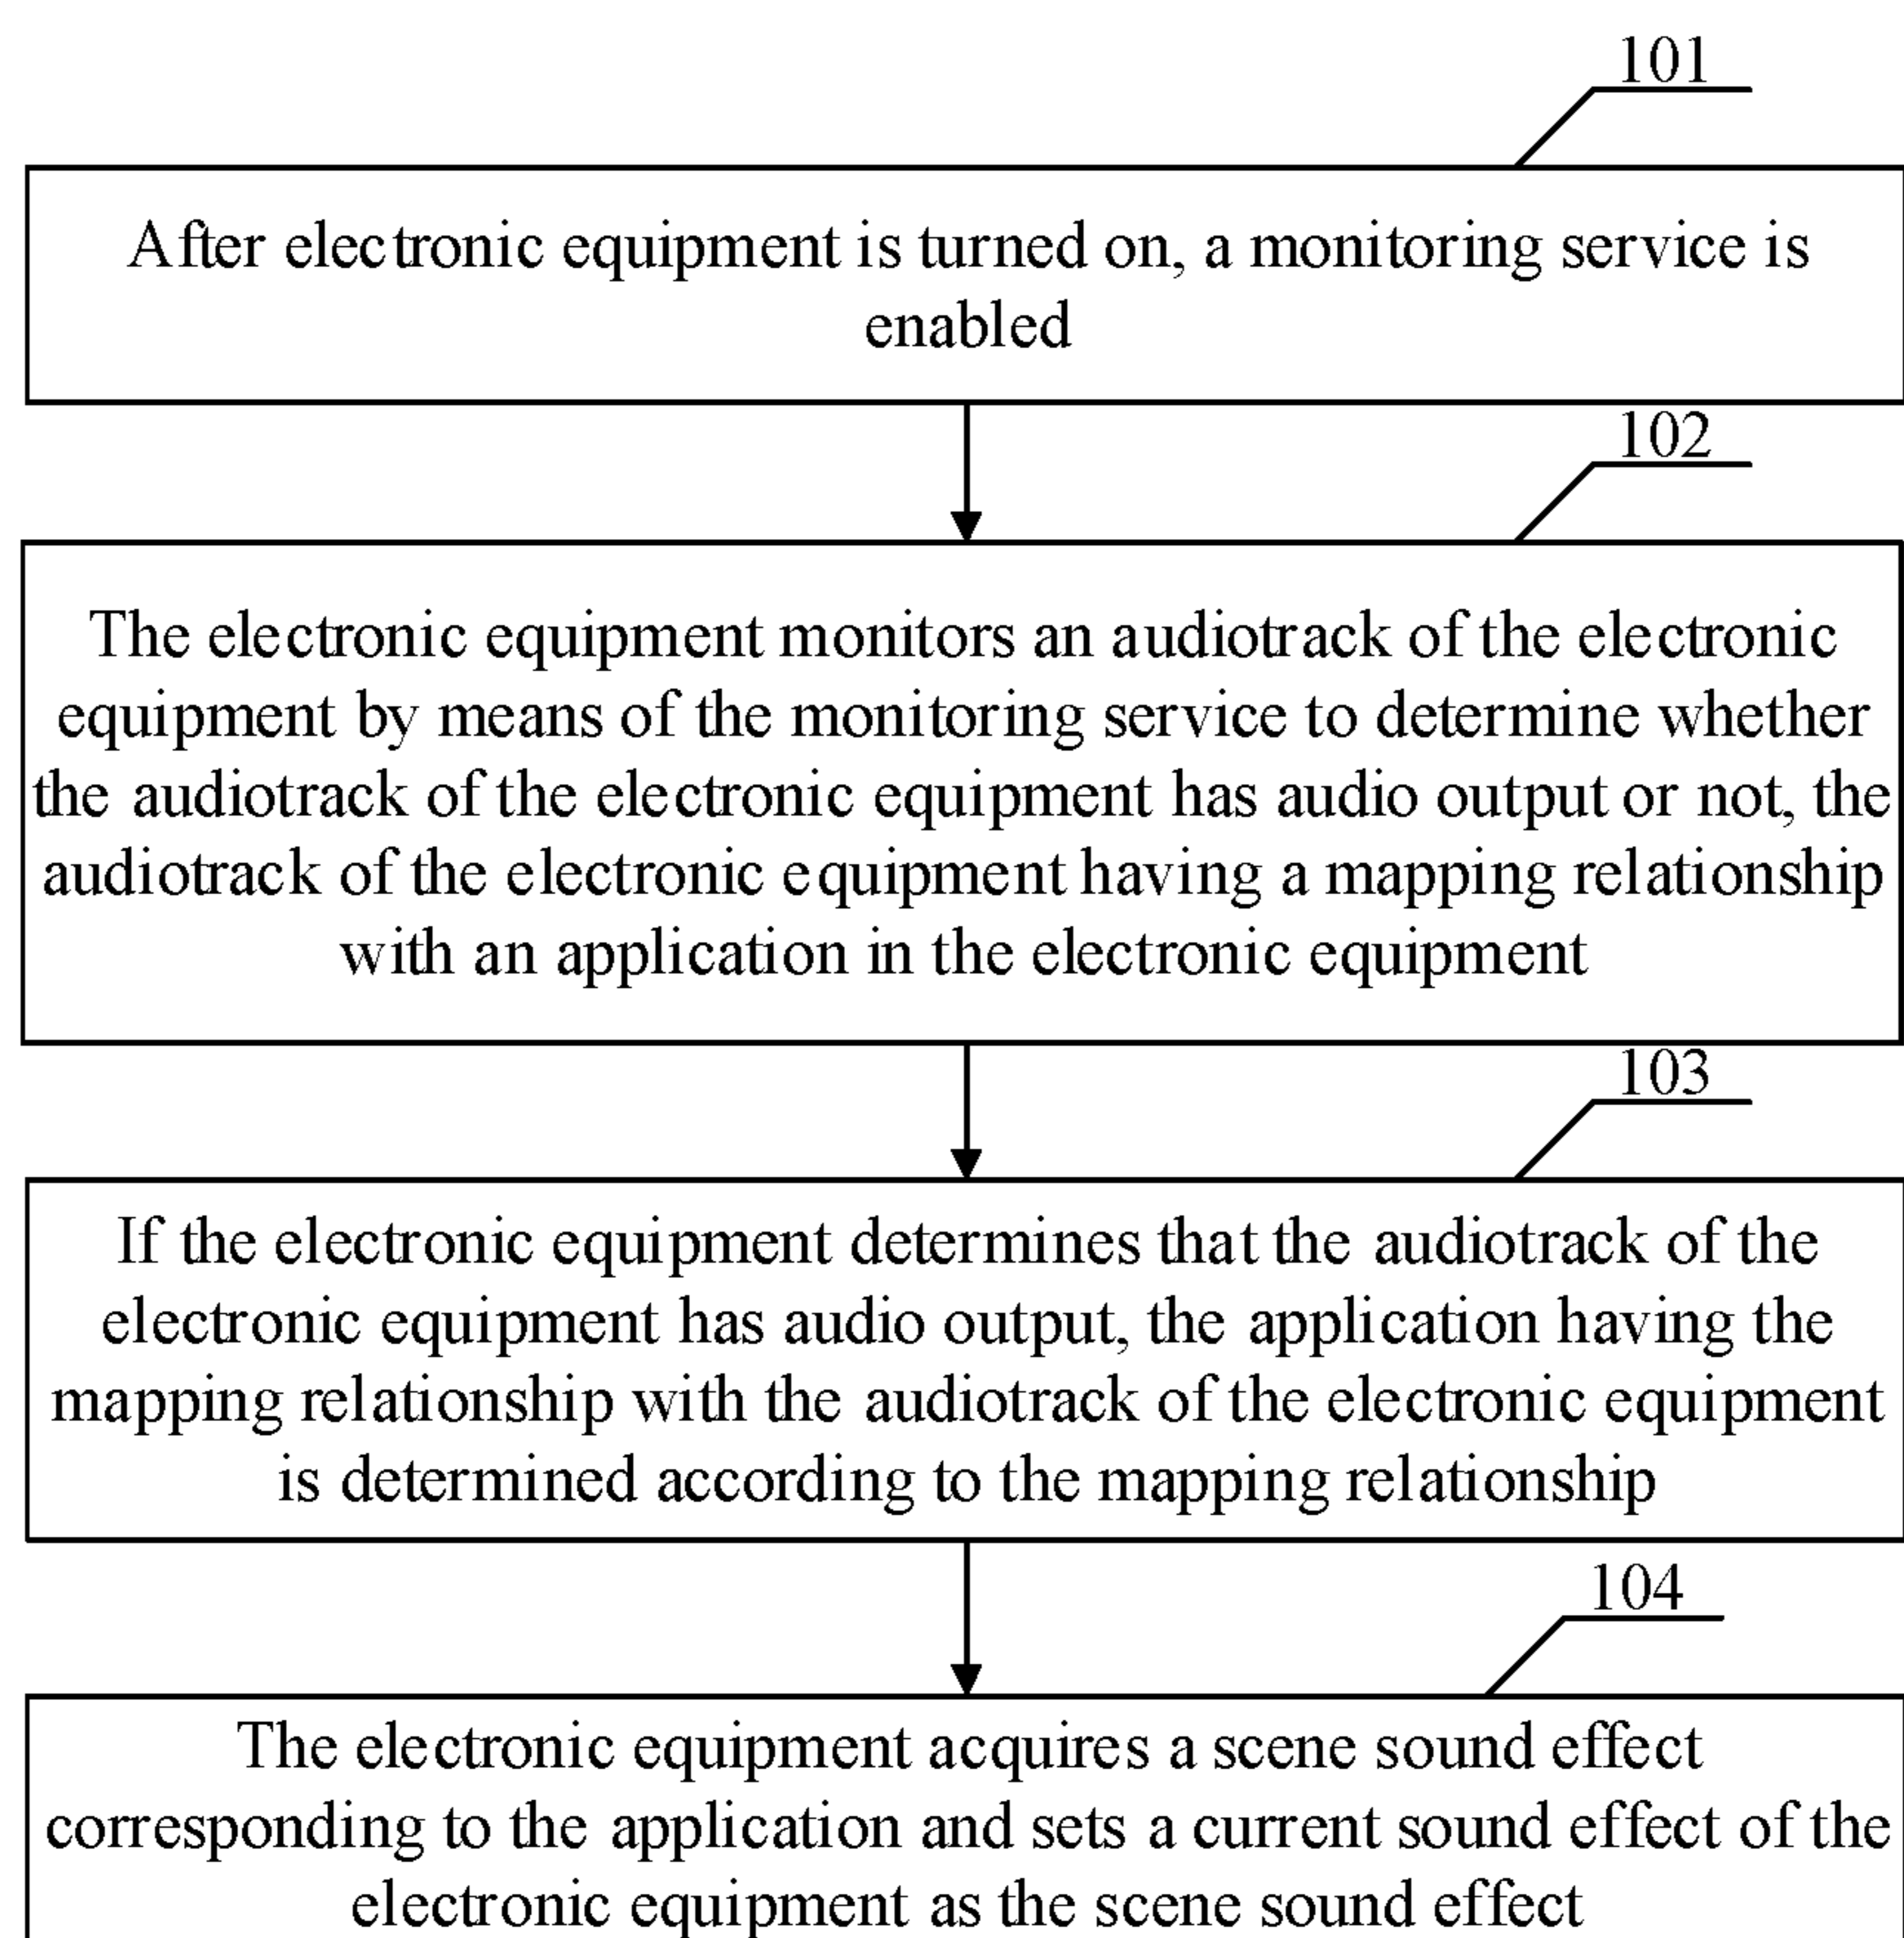 101
After electronic equipment is turned on, a monitoring service is
enabled
102
The electronic equipment monitors an audiotrack of the electronic
equipment by means of the monitoring service to determine whether
the audiotrack of the electronic equipment has audio output or not, the
audiotrack of the electronic equipment having a mapping relationship
with an application in the electronic equipment
103
If the electronic equipment determines that the audiotrack of the
electronic equipment has audio output, the application having the
mapping relationship with the audiotrack of the electronic equipment
is determined according to the mapping relationship
104
The electronic equipment acquires a scene sound effect
corresponding to the application and sets a current sound effect of the
electronic equipment as the scene sound effect